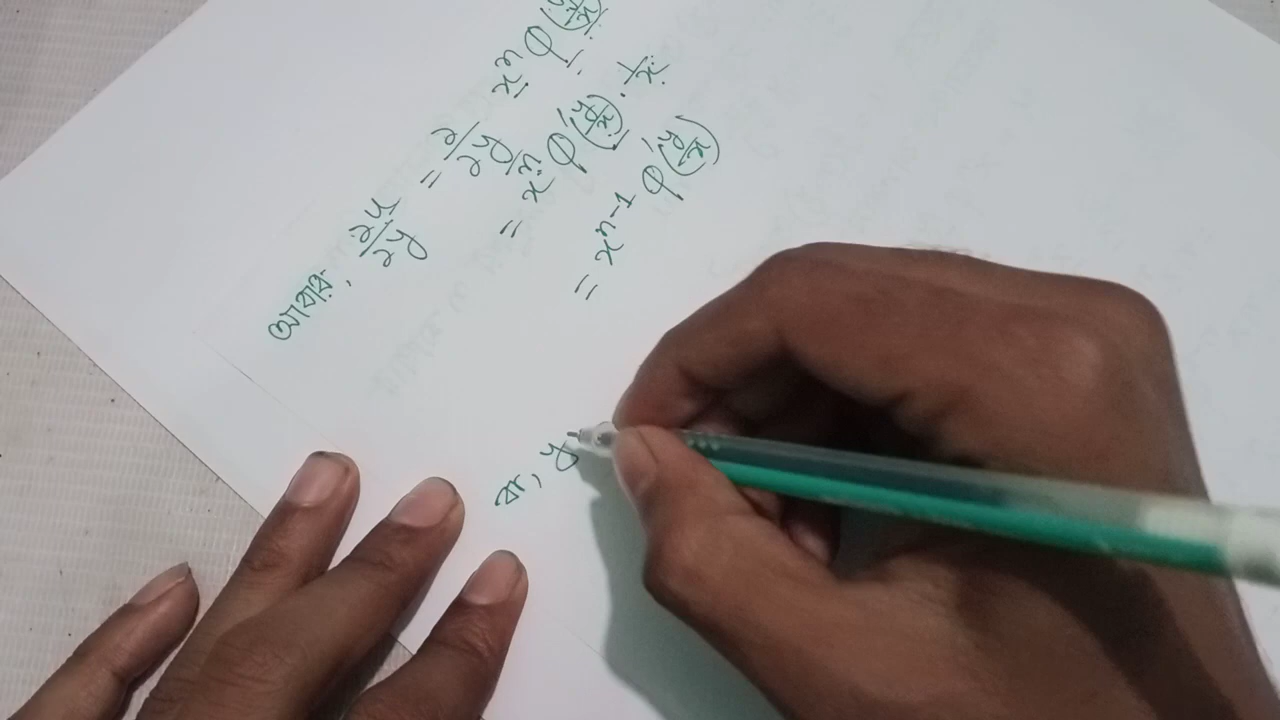 আবার, ∂u/∂y = ∂/∂y xⁿ φ(y/x)
= xⁿ. φ'(y/x). 1/x
= xⁿ⁻¹ φ'(y/x)
বা, y